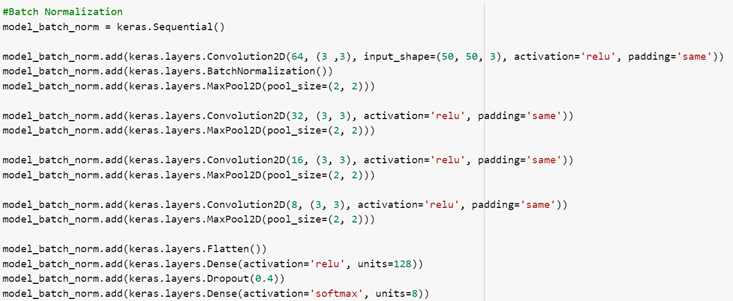 #Batch Normalization
model_batch_norm = keras.Sequential()
model_batch_norm.add(keras.layers.Convolution2D(64, (3 ,3), input_shape=(50, 50, 3), activation='relu', padding='same'))
model_batch_norm.add(keras.layers.BatchNormalization())
model_batch_norm.add(keras.layers.MaxPool2D(pool_size=(2, 2)))
model_batch_norm.add(keras.layers.Convolution2D(32, (3, 3), activation='relu', padding='same'))
model_batch_norm.add(keras.layers.MaxPool2D(pool_size=(2, 2)))
model_batch_norm.add(keras.layers.Convolution2D(16, (3, 3), activation='relu', padding='same'))
model_batch_norm.add(keras.layers.MaxPool2D(pool_size=(2, 2)))
model_batch_norm.add(keras.layers.Convolution2D(8, (3, 3), activation='relu', padding='same'))
model_batch_norm.add(keras.layers.MaxPool2D(pool_size=(2, 2)))
model_batch_norm.add(keras.layers.Flatten())
model_batch_norm.add(keras.layers.Dense(activation='relu', units=128))
model_batch_norm.add(keras.layers.Dropout(0.4))
model_batch_norm.add(keras.layers.Dense(activation='softmax', units=8))